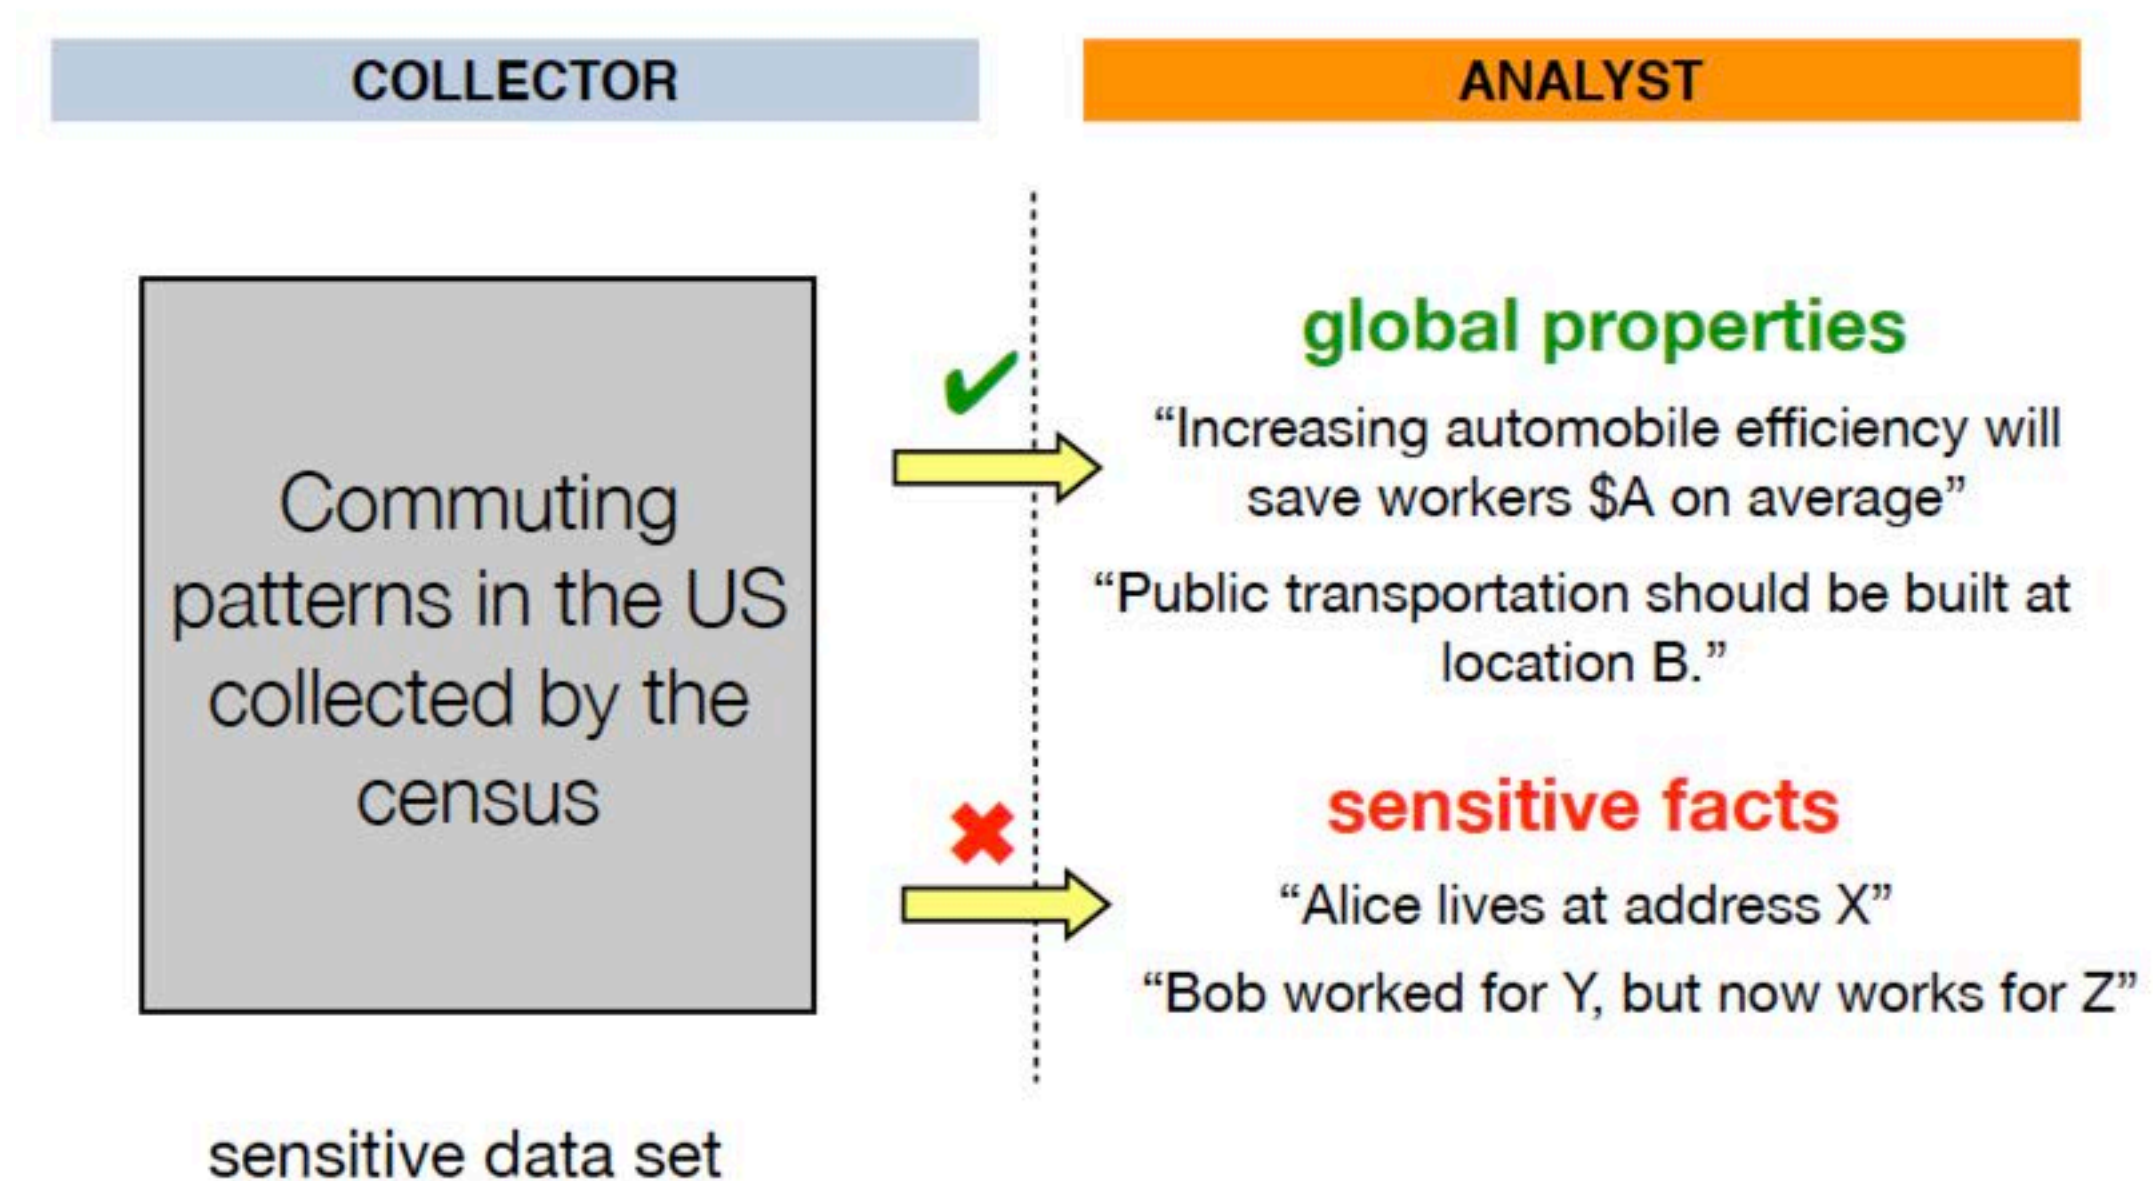 COLLECTOR
ANALYST
Commuting
patterns in the US
collected by the
census
sensitive data set
global properties
“Increasing automobile efficiency will
save workers $A on average”
“Public transportation should be built at
location B.”
sensitive facts
“Alice lives at address X”
“Bob worked for Y, but now works for Z”